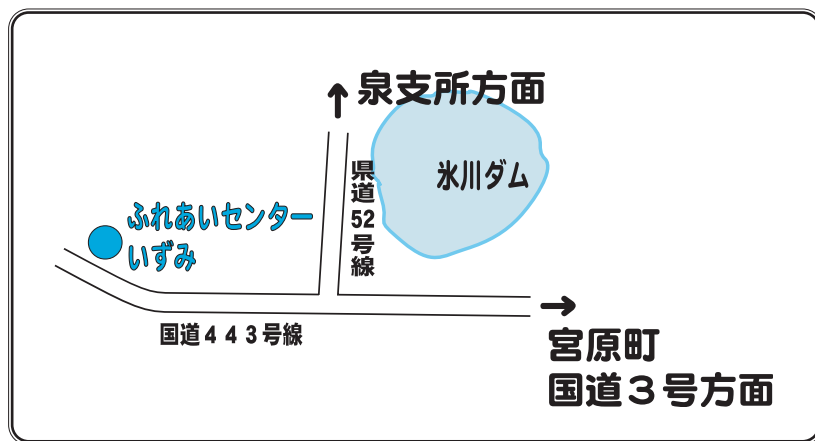 泉支所方面
氷川ダム
県道52号線
ふれあいセンター
いずみ
国道443号線
宮原町
国道3号方面